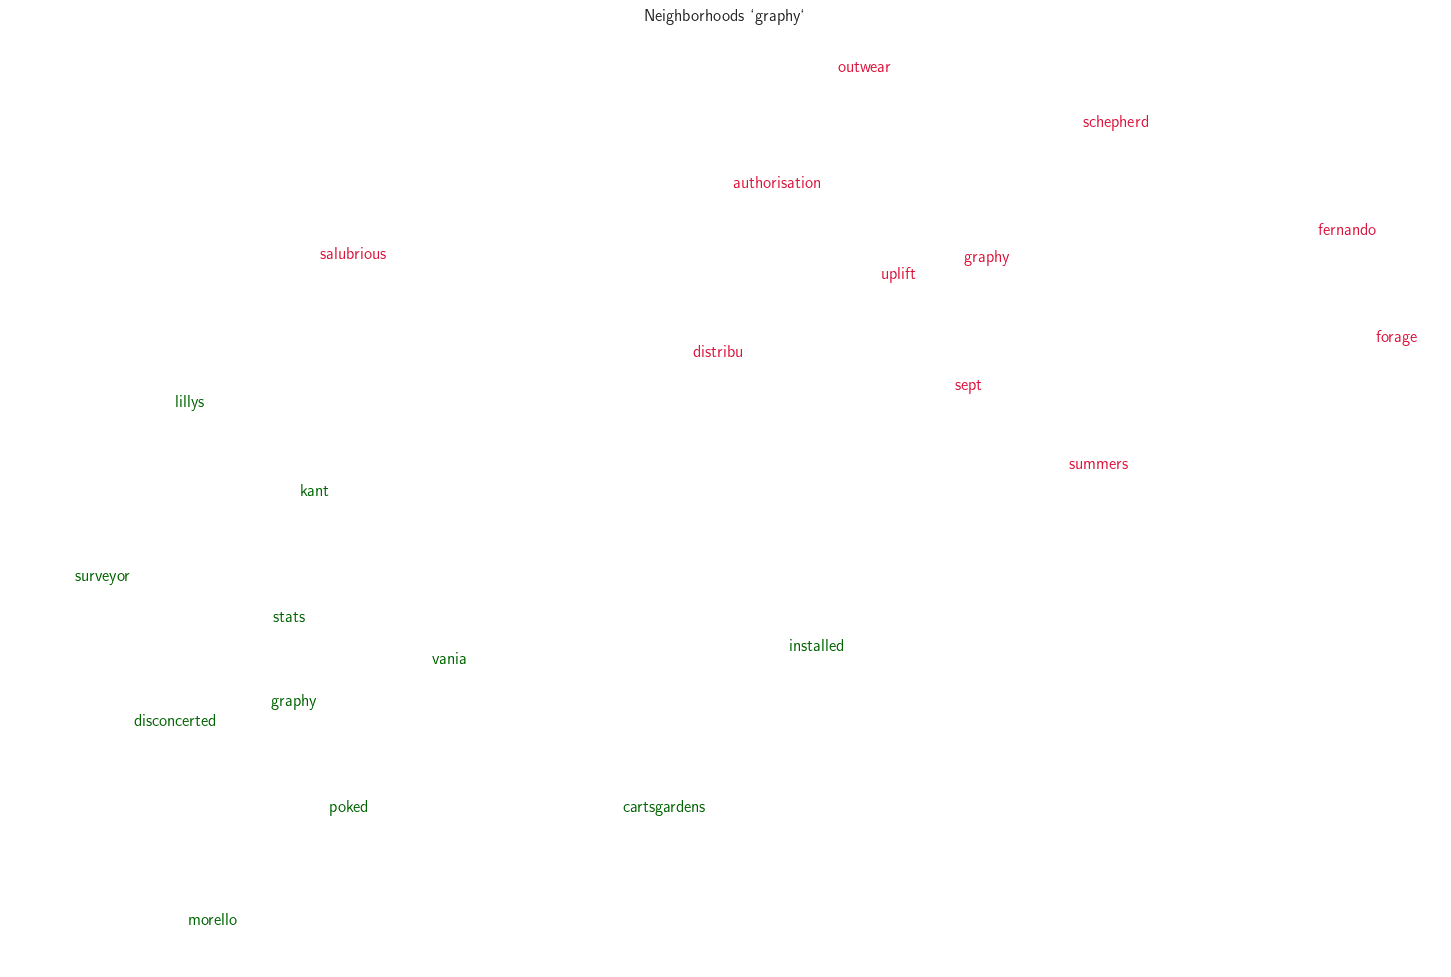 Neighborhoods ‘graphy‘
outwear
schepherd
authorisation
fernando
salubrious
graphy
uplift
forage
distribu
sept
lillys
summers
kant
surveyor
stats
installed
vania
graphy
disconcerted
poked
cartsgardens
morello